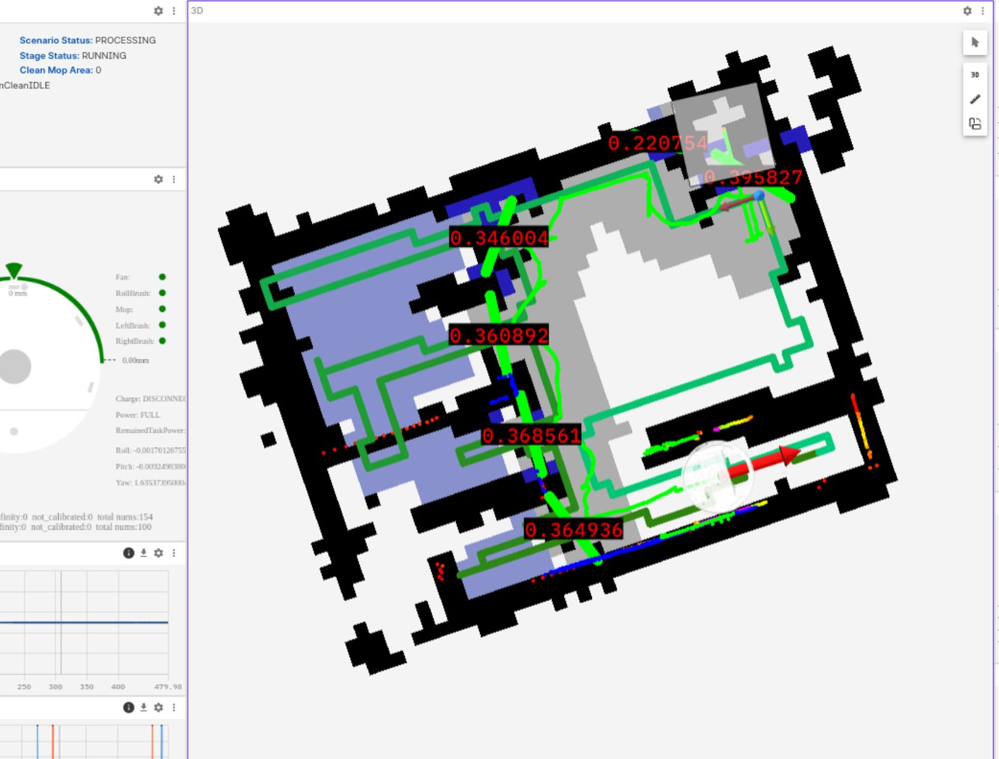 3D
Scenario Status: PROCESSING
Stage Status: RUNNING
Clean Mop Area: 0
nCleanIDLE
3D
0.220754
0.395827
0.346004
0.360892
0.368561
0.364936
0 mm
Fan:
RollBrush:
Mop:
LeftBrush:
RightBrush:
0.00mm
Charge: DISCONNEC
Power: FULL
RemainedTaskPower:
Roll: -0.00170126755
Pitch: -0.0092498380
Yaw: 1.63537395000
finity:0 not_calibrated:0 total nums:154
finity:0 not_calibrated:0 total nums:100
250 300 350 400 479.98